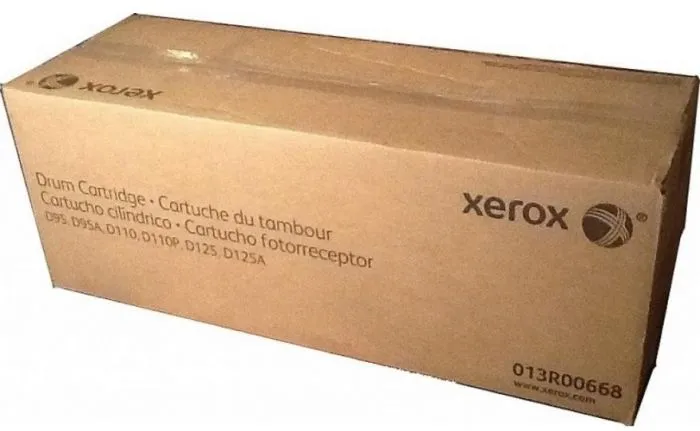 xerox
Drum Cartridge • Cartuche du tambour
Cartucho cilíndrico • Cartucho fotorreceptor
D95, D95A, D110, D110P, D125, D125A
xerox®
013R00668
www.xerox.com